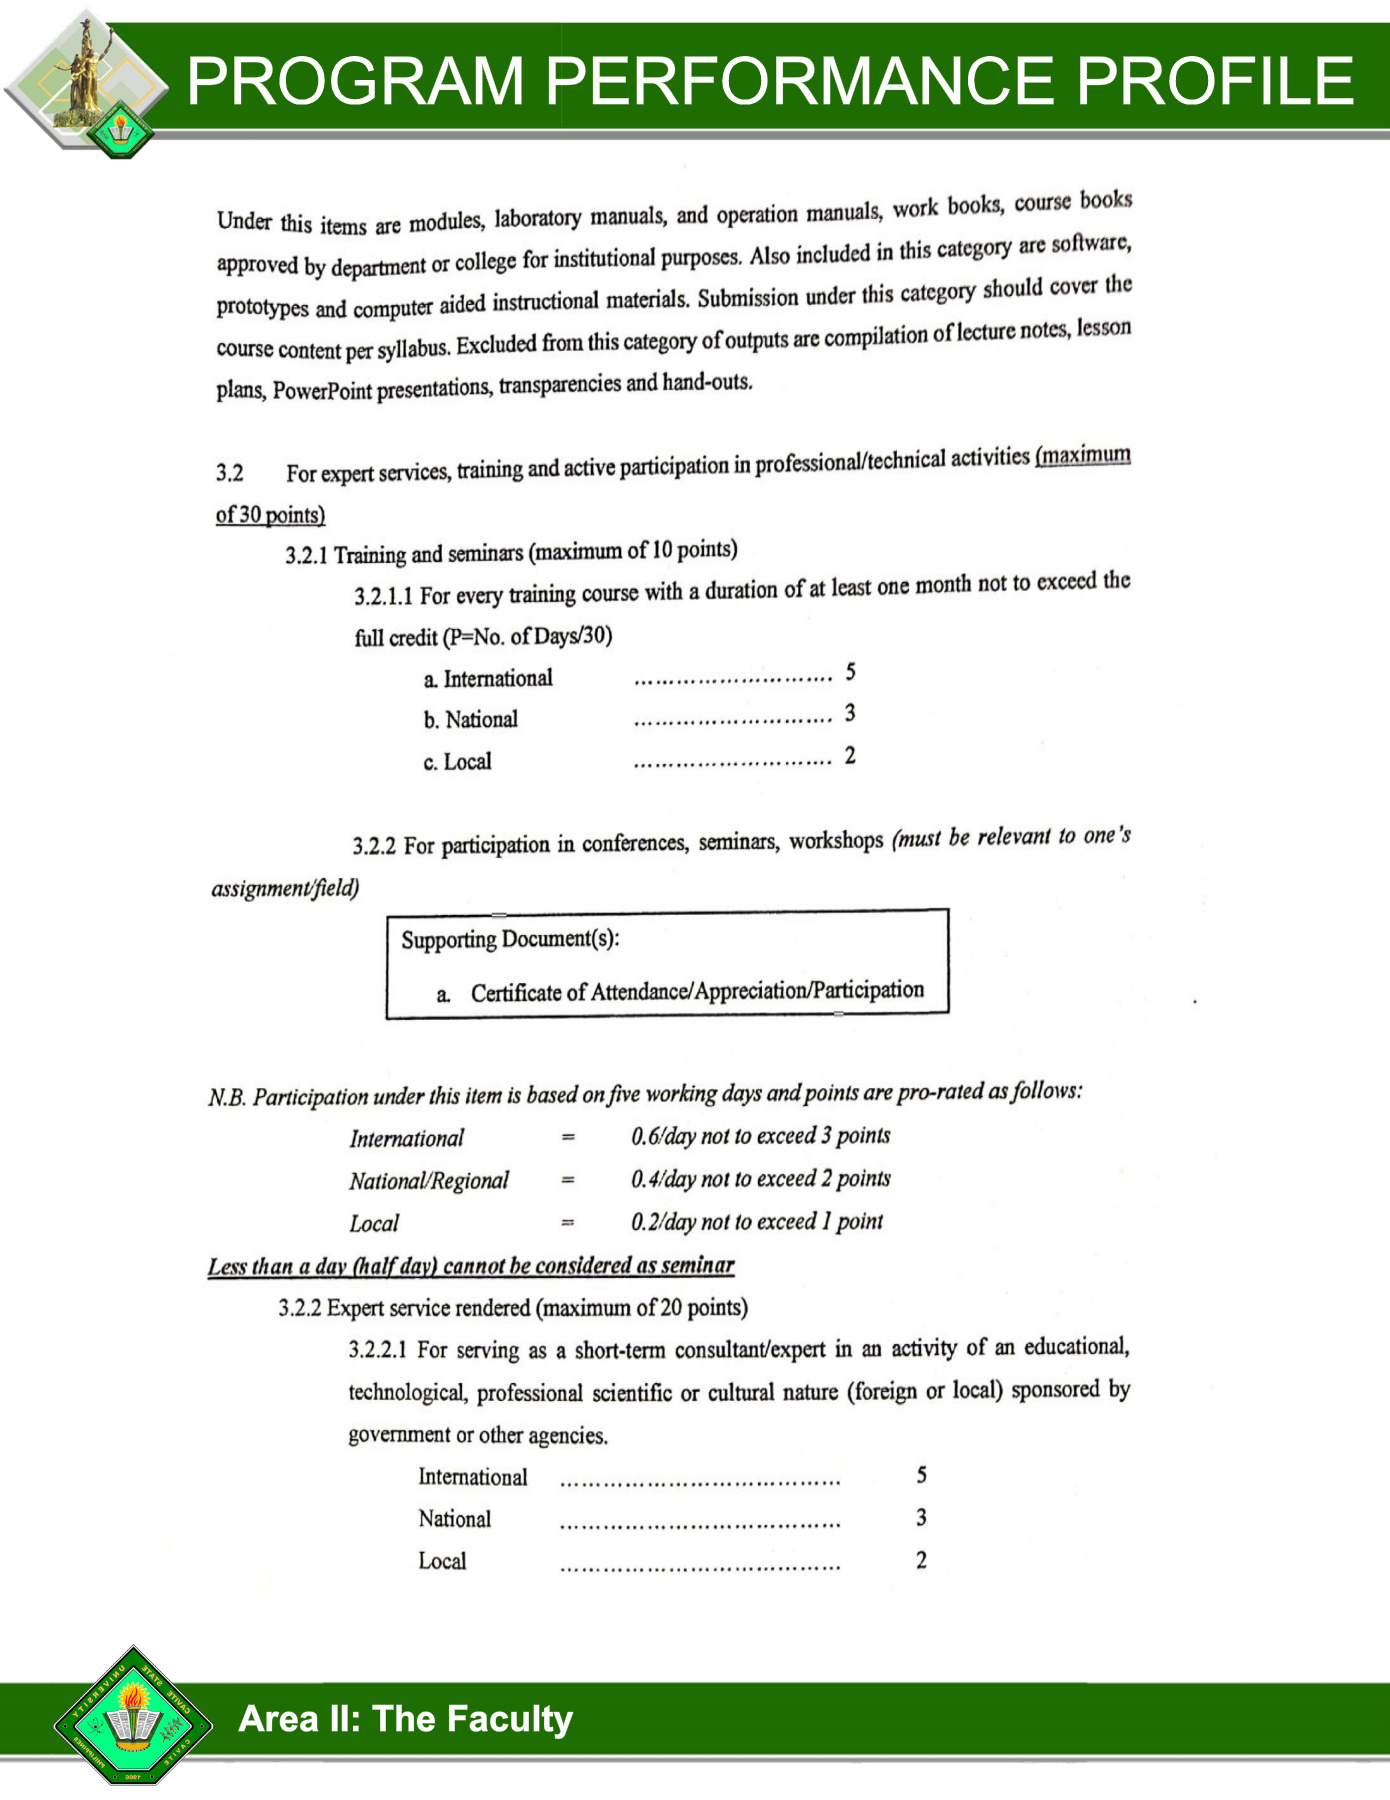 PROGRAM PERFORMANCE PROFILE
Under this items are modules, laboratory manuals, and operation manuals, work books, course books
approved by department or college for institutional purposes. Also included in this category are software,
prototypes and computer aided instructional materials. Submission under this category should cover the
course content per syllabus. Excluded from this category of outputs are compilation of lecture notes, lesson
plans, PowerPoint presentations, transparencies and hand-outs.
3.2 For expert services, training and active participation in professional/technical activities (maximum
of 30 points)
3.2.1 Training and seminars (maximum of 10 points)
3.2.1.1 For every training course with a duration of at least one month not to exceed the
full credit (P=No. of Days/30)
a. International ............................ 5
b. National ............................ 3
c. Local ............................ 2
3.2.2 For participation in conferences, seminars, workshops (must be relevant to one's
assignment/field)
Supporting Document(s):
a. Certificate of Attendance/Appreciation/Participation
N.B. Participation under this item is based on five working days and points are pro-rated as follows:
International = 0.6/day not to exceed 3 points
National/Regional = 0.4/day not to exceed 2 points
Local = 0.2/day not to exceed 1 point
Less than a day (half day) cannot be considered as seminar
3.2.2 Expert service rendered (maximum of 20 points)
3.2.2.1 For serving as a short-term consultant/expert in an activity of an educational,
technological, professional scientific or cultural nature (foreign or local) sponsored by
government or other agencies.
International ....................................... 5
National ....................................... 3
Local ....................................... 2
CAVITE STATE UNIVERSITY
CAVITE
PHILIPPINES
1906
Area II: The Faculty